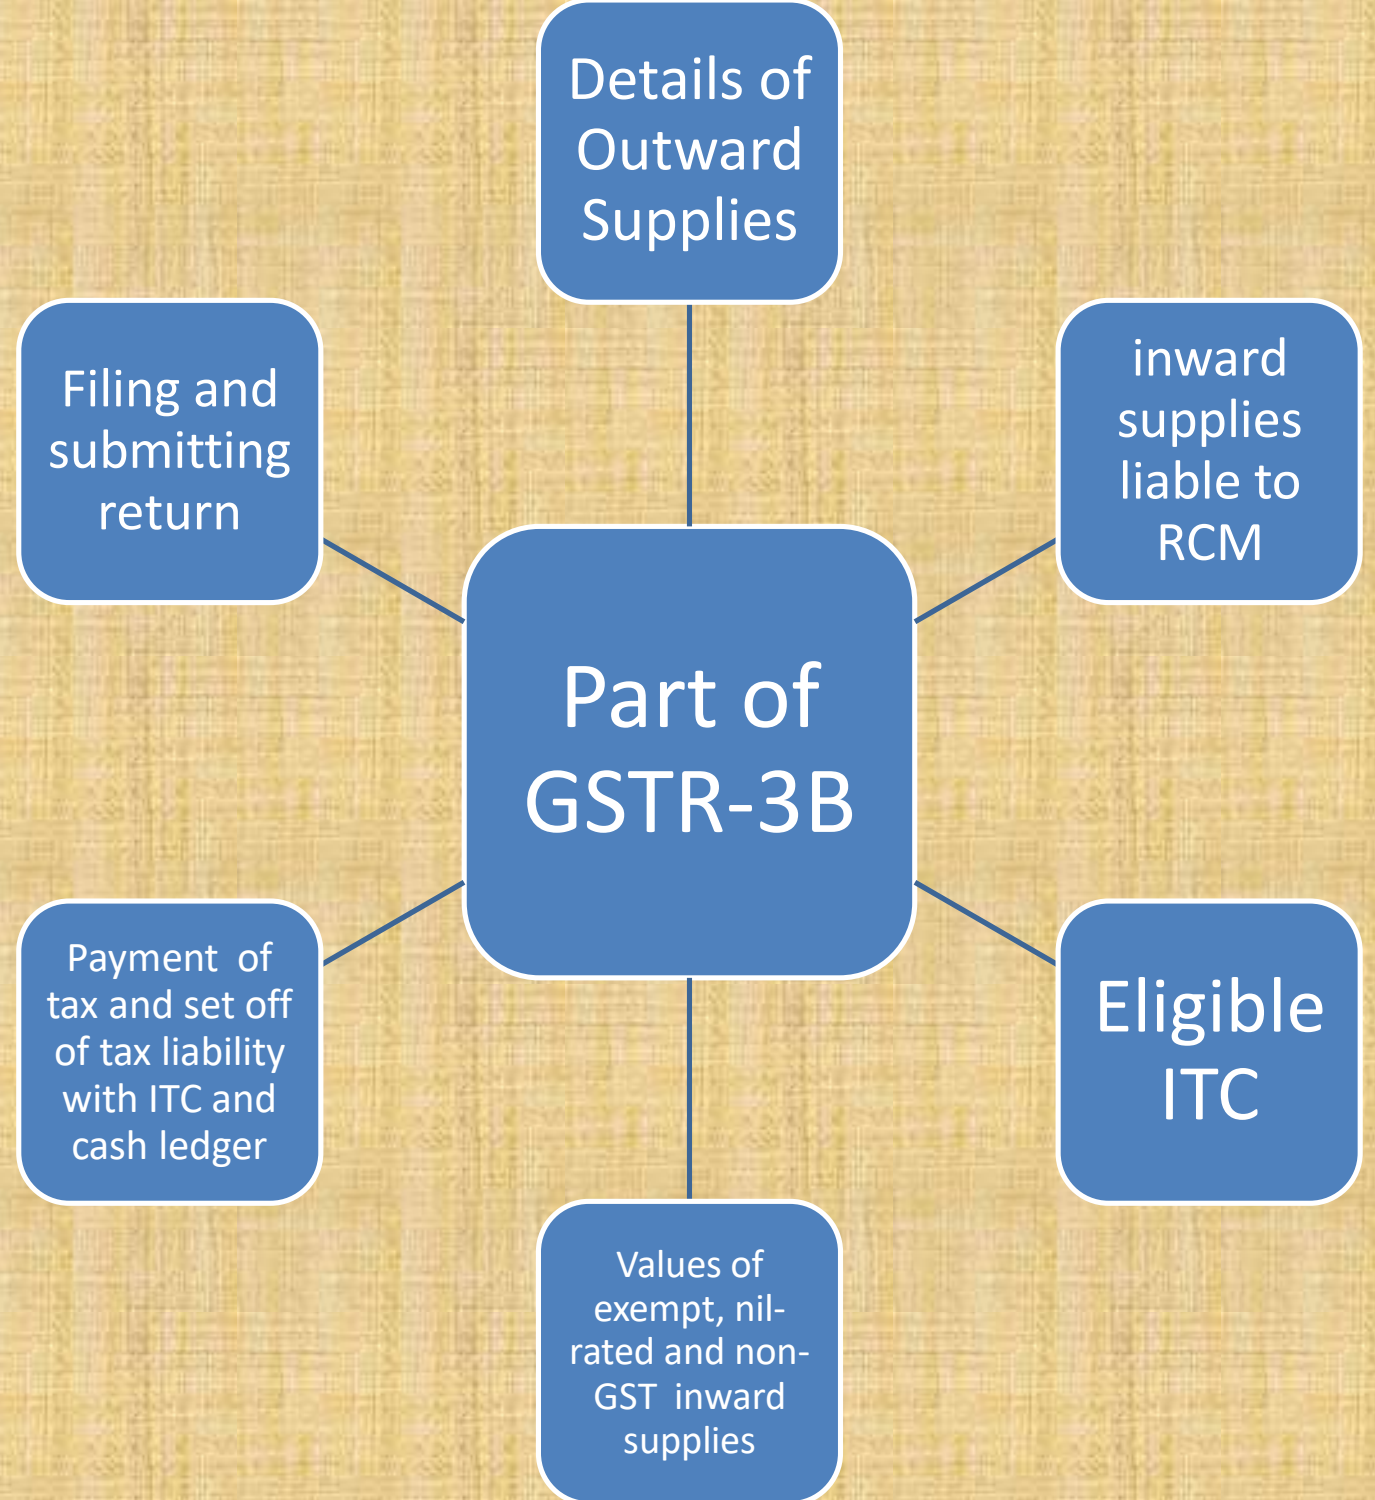 Details of
Outward
Supplies
Filing and
submitting
return
inward
supplies
liable to
RCM
Part of
GSTR-3B
Payment of
tax and set off
of tax liability
with ITC and
cash ledger
Eligible
ITC
Values of
exempt, nil-
rated and non-
GST inward
supplies